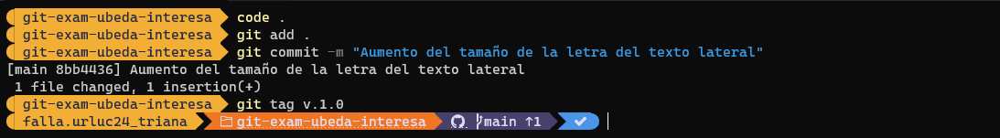 git-exam-ubeda-interesa code .
git-exam-ubeda-interesa git add .
git-exam-ubeda-interesa git commit -m "Aumento del tamaño de la letra del texto lateral"
[main 8bb4436] Aumento del tamaño de la letra del texto lateral
1 file changed, 1 insertion(+)
git-exam-ubeda-interesa git tag v.1.0
falla.urluc24_triana git-exam-ubeda-interesa main ↑1 ✔